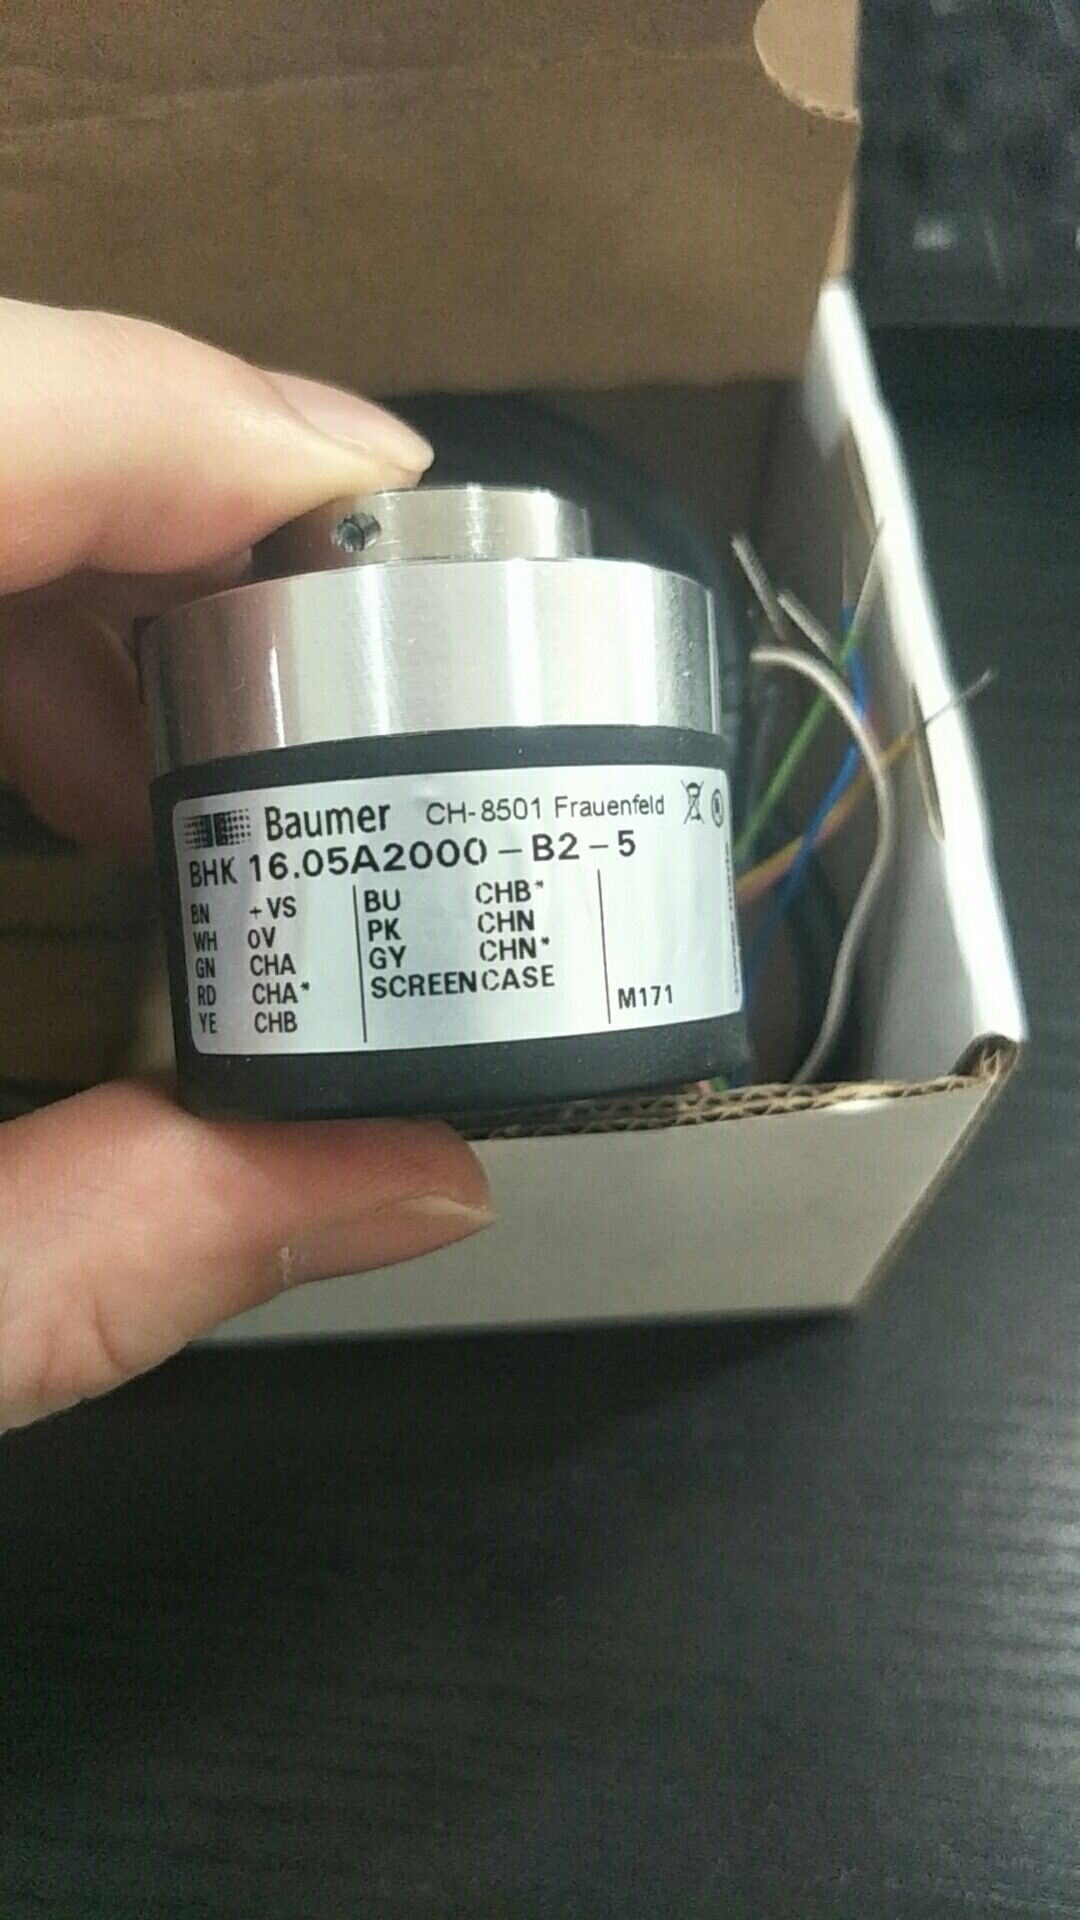 Baumer CH-8501 Frauenfeld
BHK 16.05A2000-B2-5
BN +VS
WH 0V
GN CHA
RD CHA*
YE CHB
BU CHB*
PK CHN
GY CHN*
SCREEN CASE
M171